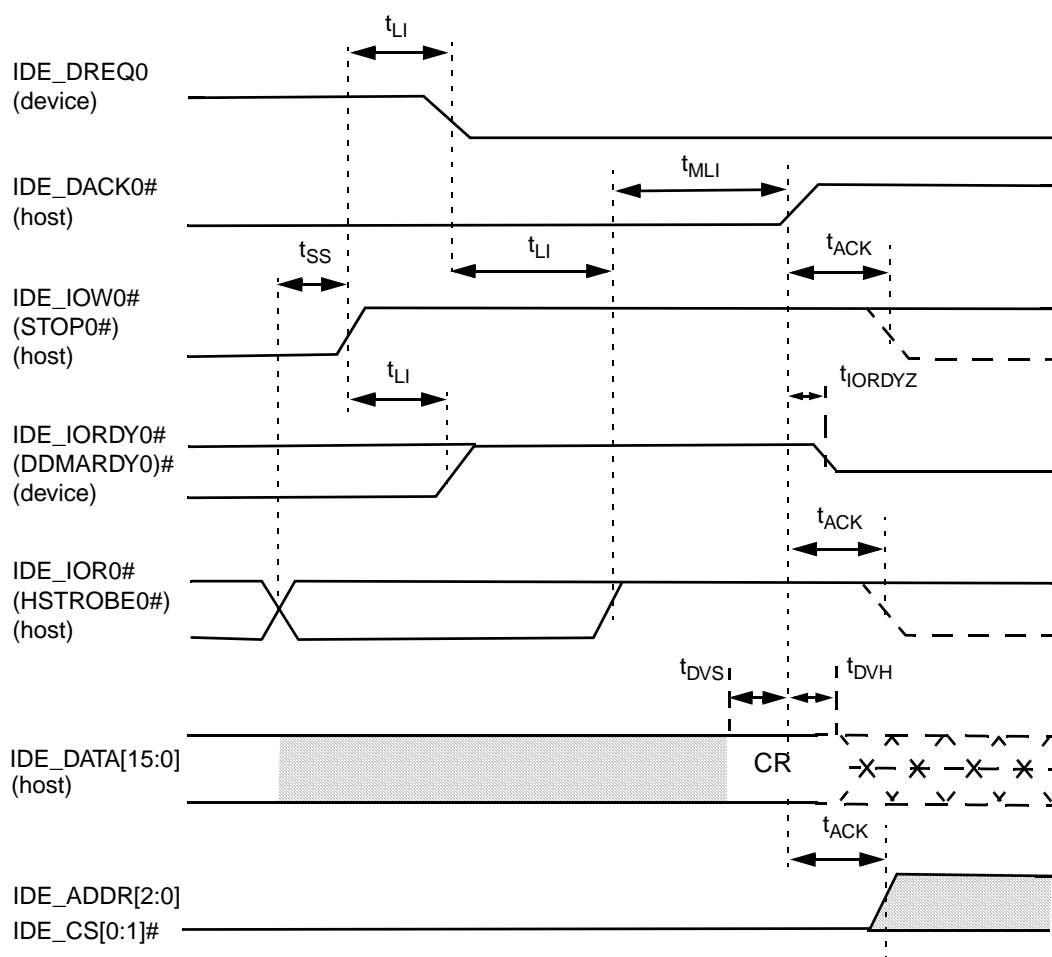 tLI
IDE_DREQ0
(device)
tMLI
IDE_DACK0#
(host)
tSS
tLI
tACK
IDE_IOW0#
(STOP0#)
(host)
tLI
tIORDYZ
IDE_IORDY0#
(DDMARDY0)#
(device)
tACK
IDE_IOR0#
(HSTROBE0#)
(host)
tDVS
tDVH
IDE_DATA[15:0]
(host)
CR
tACK
IDE_ADDR[2:0]
IDE_CS[0:1]#